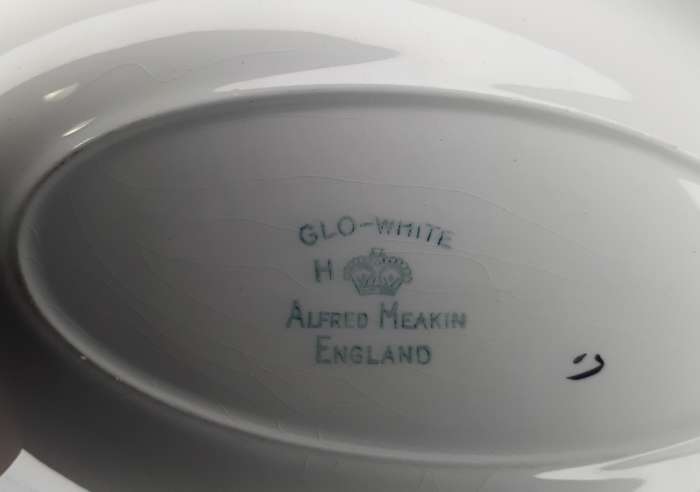 GLO-WHITE
H
ALFRED MEAKIN
ENGLAND